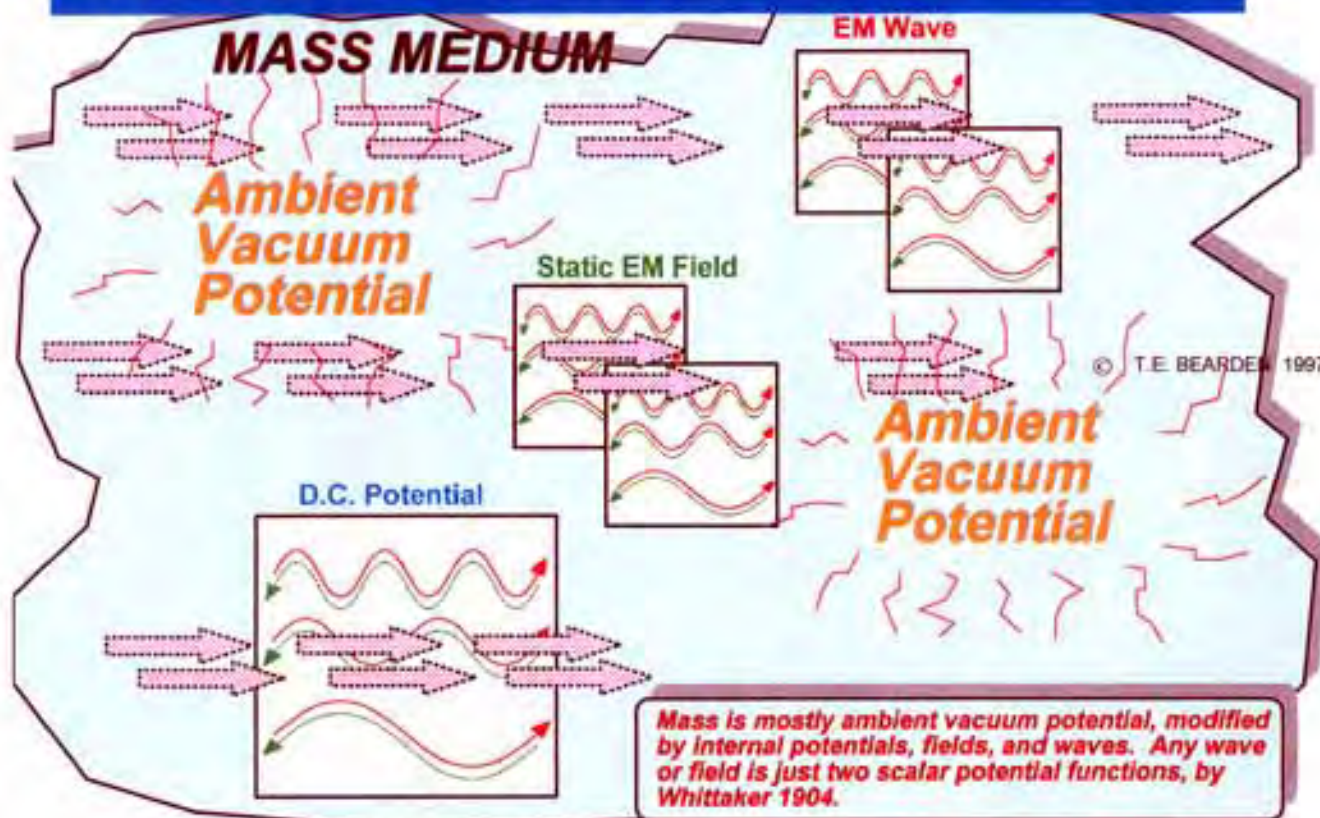 EM Wave
MASS MEDIUM
Ambient
Vacuum
Potential
Static EM Field
© T.E. BEARDEN 1997
Ambient
Vacuum
Potential
D.C. Potential
Mass is mostly ambient vacuum potential, modified
by internal potentials, fields, and waves. Any wave
or field is just two scalar potential functions, by
Whittaker 1904.